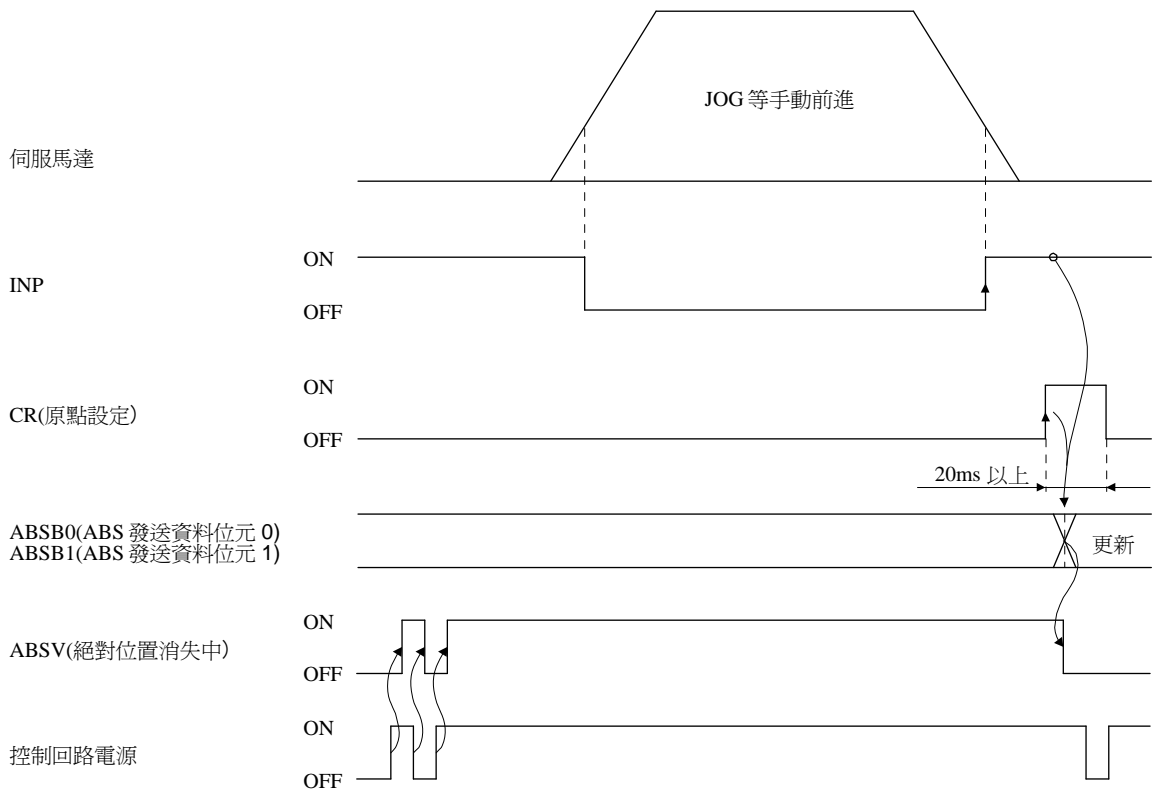 JOG 等手動前進
伺服馬達
ON
INP
OFF
ON
CR(原點設定)
OFF
20ms 以上
ABSB0(ABS 發送資料位元 0)
ABSB1(ABS 發送資料位元 1)
更新
ON
ABSV(絕對位置消失中)
OFF
ON
控制回路電源
OFF